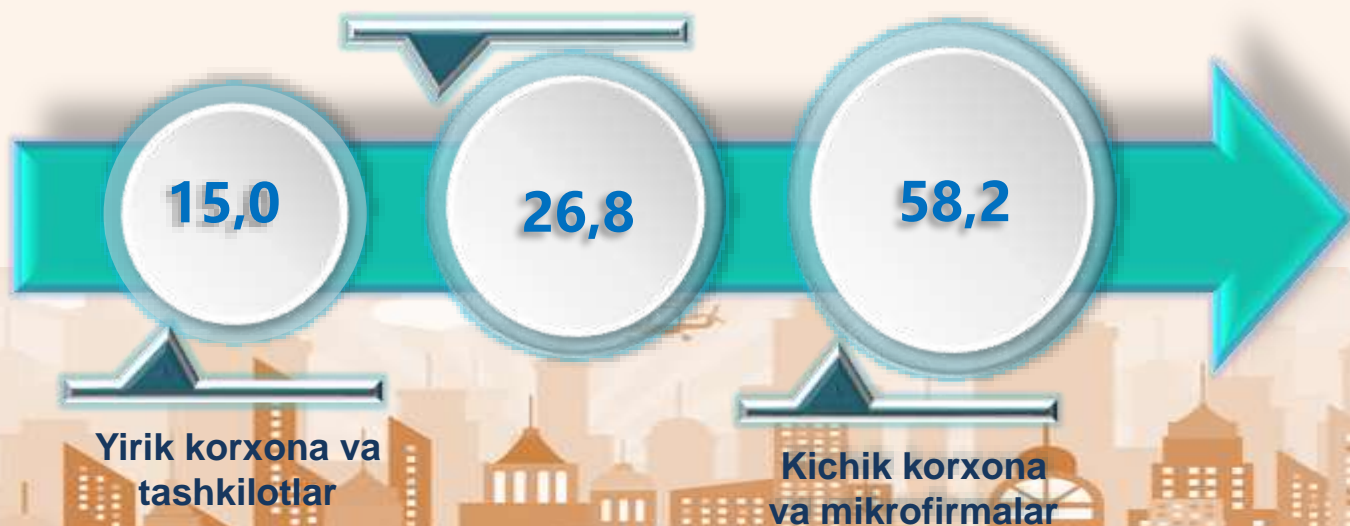 15,0
26,8
58,2
Yirik korxona va
tashkilotlar
Kichik korxona
va mikrofirmalar